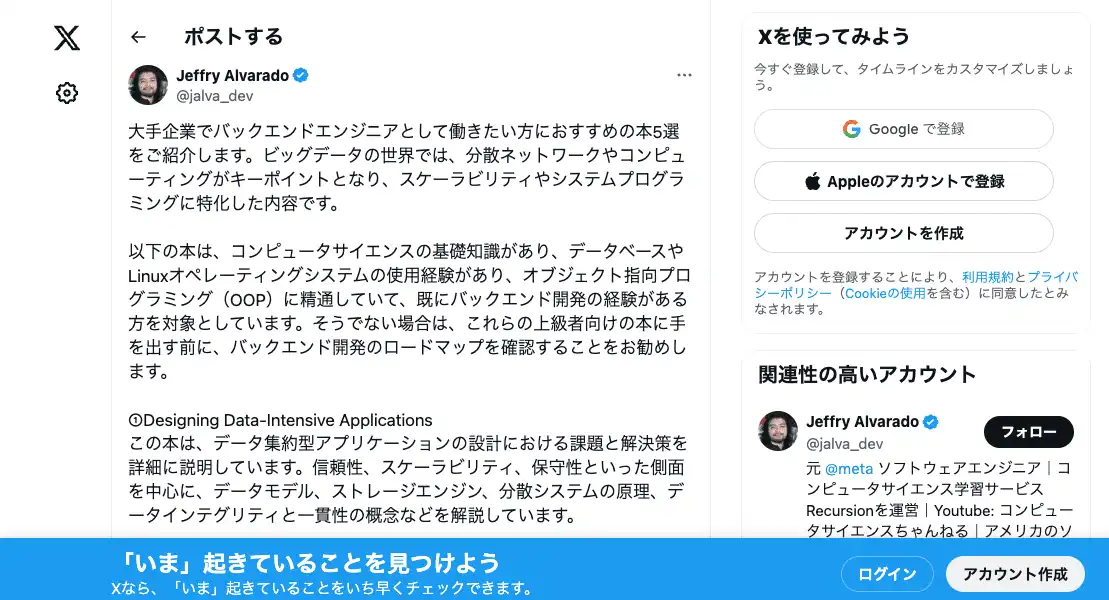 ポストする
Jeffry Alvarado
@jalva_dev
大手企業でバックエンドエンジニアとして働きたい方におすすめの本5選
をご紹介します。ビッグデータの世界では、分散ネットワークやコンピュ
ーティングがキーポイントとなり、スケーラビリティやシステムプログラ
ミングに特化した内容です。
以下の本は、コンピュータサイエンスの基礎知識があり、データベースや
Linuxオペレーティングシステムの使用経験があり、オブジェクト指向プロ
グラミング（OOP）に精通していて、既にバックエンド開発の経験がある
方を対象としています。そうでない場合は、これらの上級者向けの本に手
を出す前に、バックエンド開発のロードマップを確認することをお勧めし
ます。
①Designing Data-Intensive Applications
この本は、データ集約型アプリケーションの設計における課題と解決策を
詳細に説明しています。信頼性、スケーラビリティ、保守性といった側面
を中心に、データモデル、ストレージエンジン、分散システムの原理、デ
ータインテグリティと一貫性の概念などを解説しています。
Xを使ってみよう
今すぐ登録して、タイムラインをカスタマイズしましょ
う。
Google で登録
Appleのアカウントで登録
アカウントを作成
アカウントを登録することにより、利用規約とプライバ
シーポリシー（Cookieの使用を含む）に同意したとみ
なされます。
関連性の高いアカウント
Jeffry Alvarado
@jalva_dev
フォロー
元 @meta ソフトウェアエンジニア｜コ
ンピュータサイエンス学習サービス
Recursionを運営｜Youtube: コンピュー
タサイエンスちゃんねる｜アメリカのソ
「いま」起きていることを見つけよう
Xなら、「いま」起きていることをいち早くチェックできます。
ログイン
アカウント作成